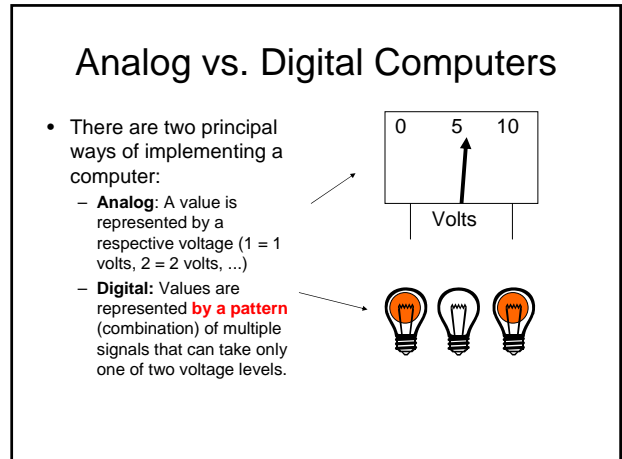 Analog vs. Digital Computers
• There are two principal
ways of implementing a
computer:
– Analog: A value is
represented by a
respective voltage (1 = 1
volts, 2 = 2 volts, ...)
– Digital: Values are
represented by a pattern
(combination) of multiple
signals that can take only
one of two voltage levels.
0 5 10
Volts